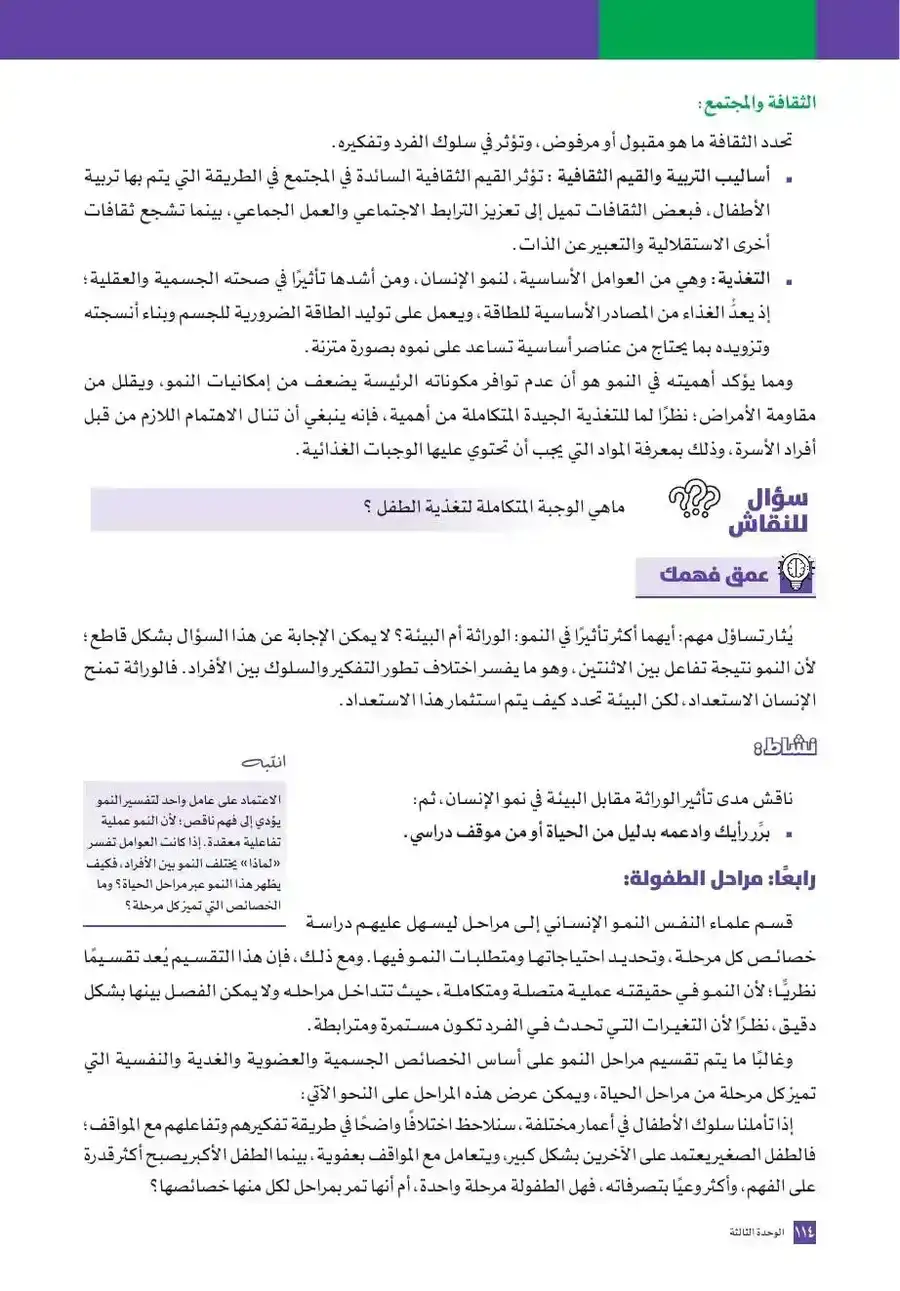 الثقافة والمجتمع:
تحدد الثقافة ما هو مقبول أو مرفوض، وتؤثر في سلوك الفرد وتفكيره.
▪ أساليب التربية والقيم الثقافية : تؤثر القيم الثقافية السائدة في المجتمع في الطريقة التي يتم بها تربية
الأطفال، فبعض الثقافات تميل إلى تعزيز الترابط الاجتماعي والعمل الجماعي، بينما تشجع ثقافات
أخرى الاستقلالية والتعبير عن الذات.
▪ التغذية: وهي من العوامل الأساسية، لنمو الإنسان، ومن أشدها تأثيرًا في صحته الجسمية والعقلية؛
إذ يعدُّ الغذاء من المصادر الأساسية للطاقة، ويعمل على توليد الطاقة الضرورية للجسم وبناء أنسجته
وتزويده بما يحتاج من عناصر أساسية تساعد على نموه بصورة متزنة.
ومما يؤكد أهميته في النمو هو أن عدم توافر مكوناته الرئيسة يضعف من إمكانيات النمو، ويقلل من
مقاومة الأمراض؛ نظرًا لما للتغذية الجيدة المتكاملة من أهمية، فإنه ينبغي أن تنال الاهتمام اللازم من قبل
أفراد الأسرة، وذلك بمعرفة المواد التي يجب أن تحتوي عليها الوجبات الغذائية.
سؤال
للنقاش
ماهي الوجبة المتكاملة لتغذية الطفل ؟
عمق فهمك
يُثار تساؤل مهم: أيهما أكثر تأثيرًا في النمو: الوراثة أم البيئة؟ لا يمكن الإجابة عن هذا السؤال بشكل قاطع؛
لأن النمو نتيجة تفاعل بين الاثنتين، وهو ما يفسر اختلاف تطور التفكير والسلوك بين الأفراد. فالوراثة تمنح
الإنسان الاستعداد، لكن البيئة تحدد كيف يتم استثمار هذا الاستعداد.
نشاط:
ناقش مدى تأثير الوراثة مقابل البيئة في نمو الإنسان، ثم:
▪ برِّر رأيك وادعمه بدليل من الحياة أو من موقف دراسي.
انتبه
الاعتماد على عامل واحد لتفسير النمو
يؤدي إلى فهم ناقص؛ لأن النمو عملية
تفاعلية معقدة. إذا كانت العوامل تفسر
«لماذا» يختلف النمو بين الأفراد، فكيف
يظهر هذا النمو عبر مراحل الحياة؟ وما
الخصائص التي تميز كل مرحلة؟
رابعًا: مراحل الطفولة:
قسم علماء النفس النمو الإنساني إلى مراحل ليسهل عليهم دراسة
خصائص كل مرحلة، وتحديد احتياجاتها ومتطلبات النمو فيها. ومع ذلك، فإن هذا التقسيم يُعد تقسيمًا
نظريًّا؛ لأن النمو في حقيقته عملية متصلة ومتكاملة، حيث تتداخل مراحله ولا يمكن الفصل بينها بشكل
دقيق، نظرًا لأن التغيرات التي تحدث في الفرد تكون مستمرة ومترابطة.
وغالبًا ما يتم تقسيم مراحل النمو على أساس الخصائص الجسمية والعضوية والغدية والنفسية التي
تميز كل مرحلة من مراحل الحياة، ويمكن عرض هذه المراحل على النحو الآتي:
إذا تأملنا سلوك الأطفال في أعمار مختلفة، سنلاحظ اختلافًا واضحًا في طريقة تفكيرهم وتفاعلهم مع المواقف؛
فالطفل الصغير يعتمد على الآخرين بشكل كبير، ويتعامل مع المواقف بعفوية، بينما الطفل الأكبر يصبح أكثر قدرة
على الفهم، وأكثر وعيًا بتصرفاته، فهل الطفولة مرحلة واحدة، أم أنها تمر بمراحل لكل منها خصائصها؟
١١٤ الوحدة الثالثة